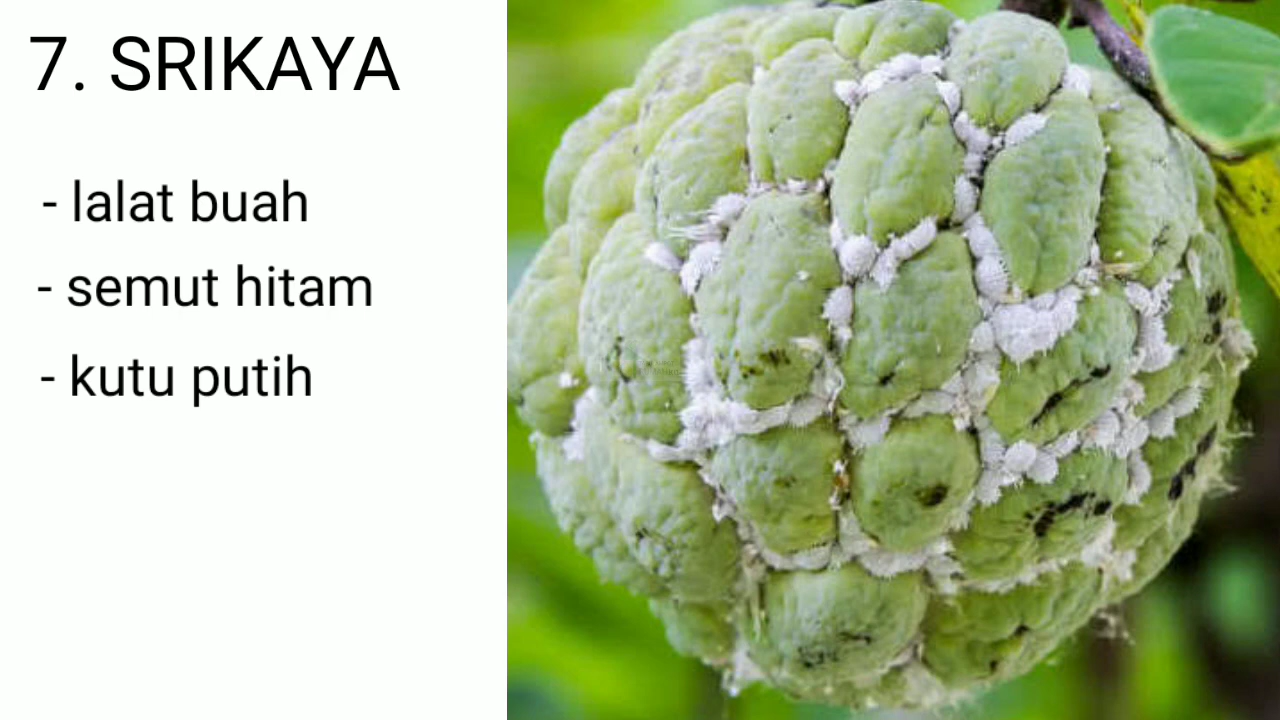 7. SRIKAYA
- lalat buah
- semut hitam
- kutu putih